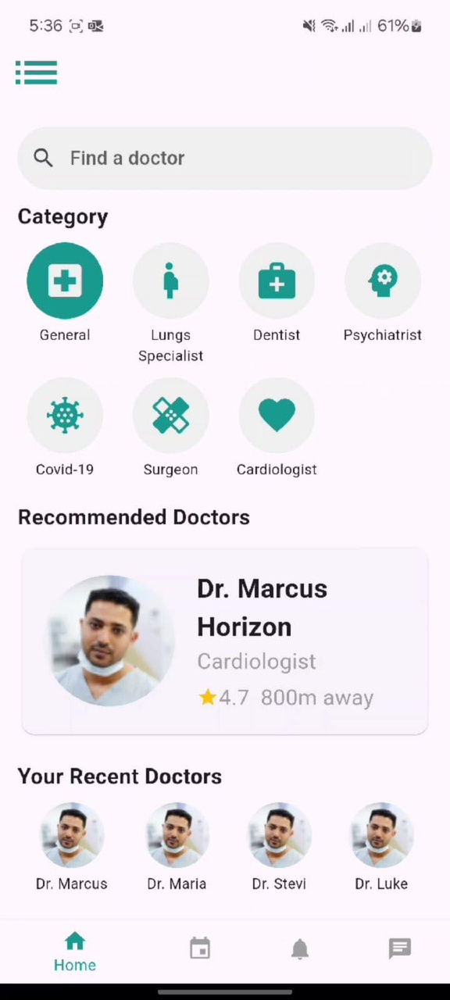 5:36
61%
Find a doctor
Category
General
Lungs
Specialist
Dentist
Psychiatrist
Covid-19
Surgeon
Cardiologist
Recommended Doctors
Dr. Marcus
Horizon
Cardiologist
4.7 800m away
Your Recent Doctors
Dr. Marcus
Dr. Maria
Dr. Stevi
Dr. Luke
Home